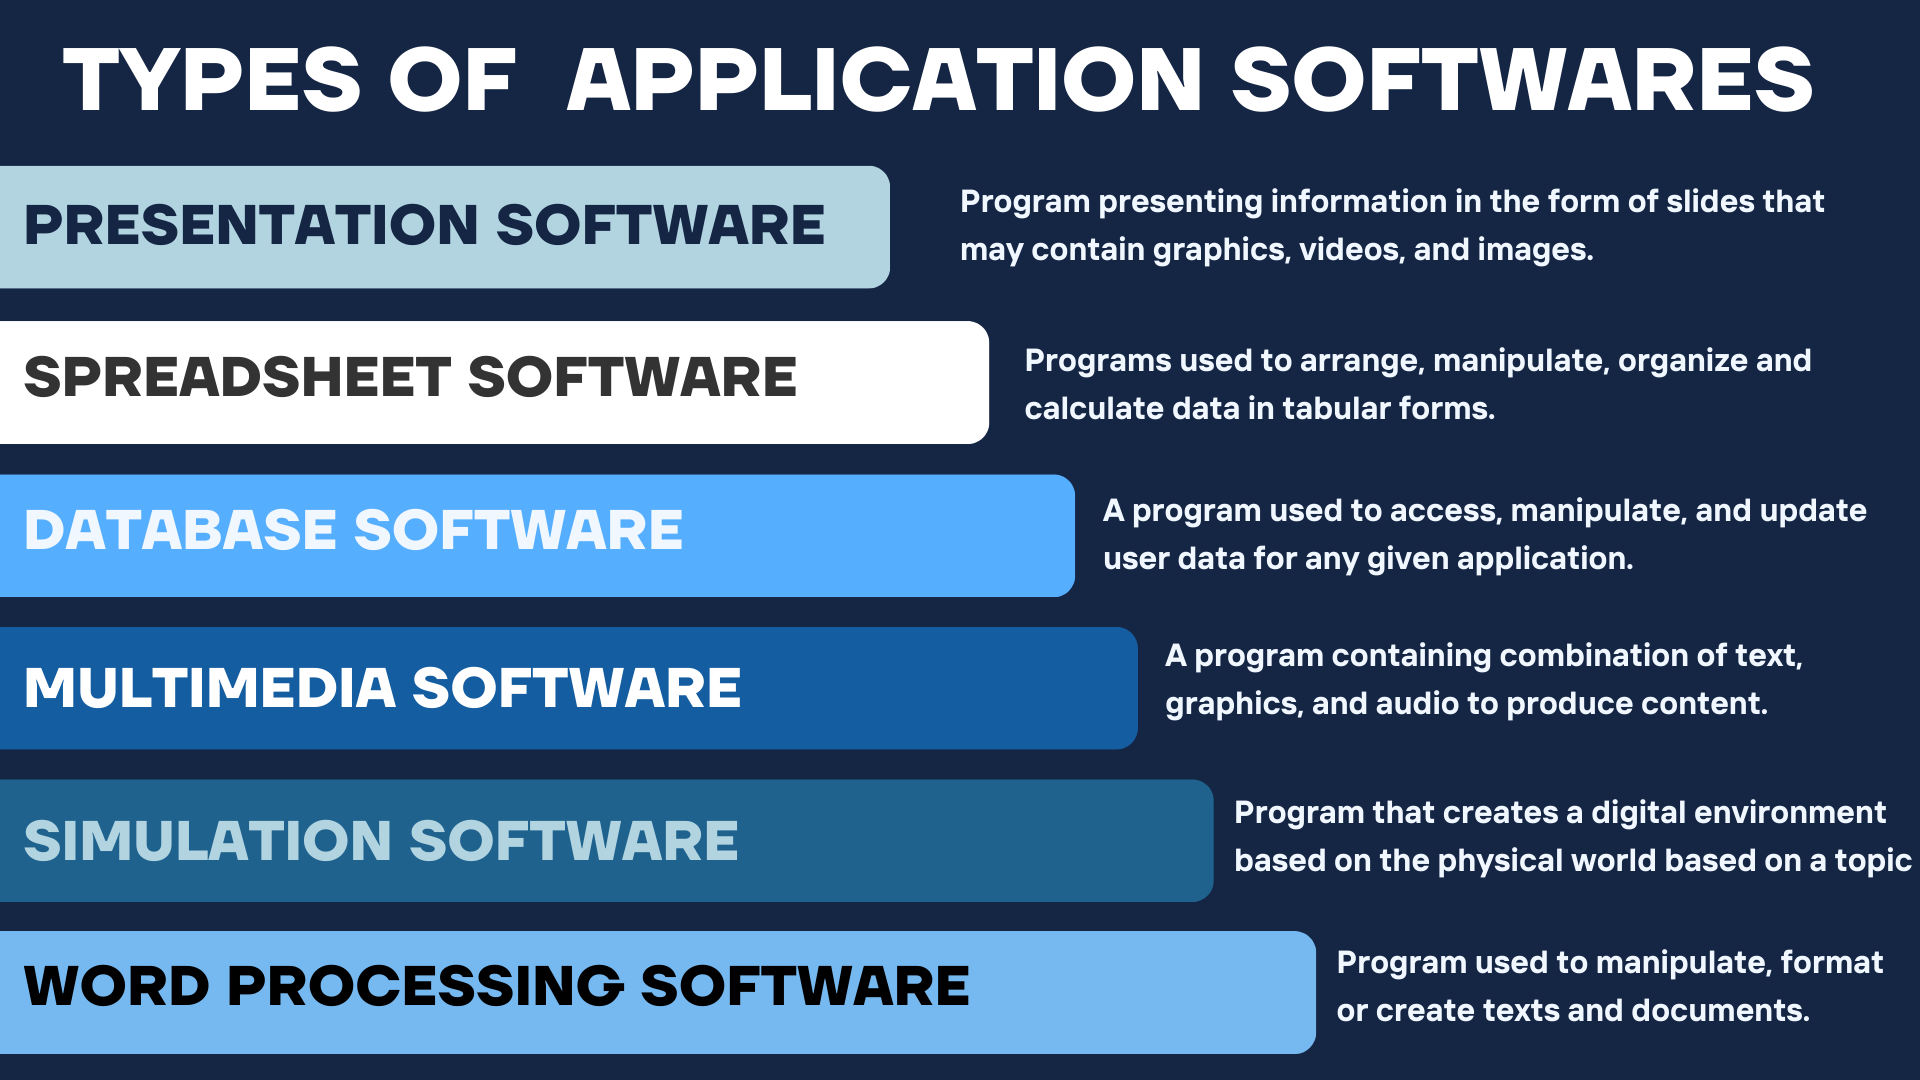 TYPES OF APPLICATION SOFTWARES
PRESENTATION SOFTWARE
Program presenting information in the form of slides that
may contain graphics, videos, and images.
SPREADSHEET SOFTWARE
Programs used to arrange, manipulate, organize and
calculate data in tabular forms.
DATABASE SOFTWARE
A program used to access, manipulate, and update
user data for any given application.
MULTIMEDIA SOFTWARE
A program containing combination of text,
graphics, and audio to produce content.
SIMULATION SOFTWARE
Program that creates a digital environment
based on the physical world based on a topic
WORD PROCESSING SOFTWARE
Program used to manipulate, format
or create texts and documents.